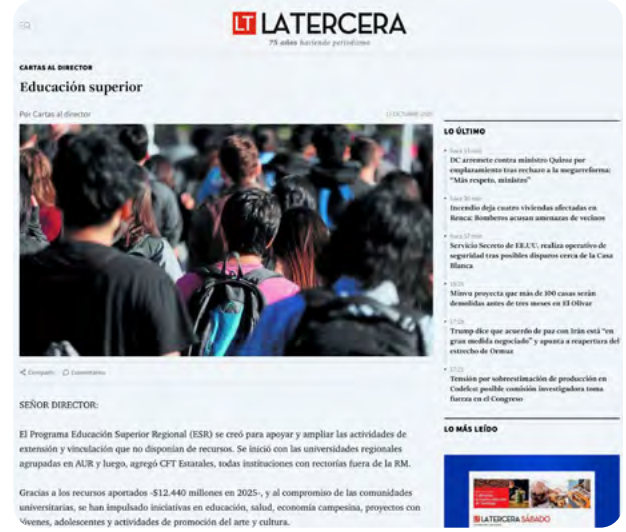 LT LATERCERA
75 años haciendo periodismo
CARTAS AL DIRECTOR
Educación superior
Por Cartas al director
LO ÚLTIMO
DC arremete contra ministro Quiroz por
emplazamiento tras rechazo a la megarreforma:
"Más respeto, ministro"
Incendio deja cuatro viviendas afectadas en
Renca: Bomberos acusan amenazas de vecinos
Servicio Secreto de EE.UU. realiza operativo de
seguridad tras posibles disparos cerca de la Casa
Blanca
Minvu proyecta que más de 100 casas serán
demolidas antes de tres meses en El Olivar
Trump dice que acuerdo de paz con Irán está "en
gran medida negociado" y apunta a reapertura del
estrecho de Ormuz
Tensión por sobreestimación de producción en
Codelco: posible comisión investigadora toma
fuerza en el Congreso
LO MÁS LEÍDO
Compartir Comentarios
SEÑOR DIRECTOR:
El Programa Educación Superior Regional (ESR) se creó para apoyar y ampliar las actividades de
extensión y vinculación que no disponían de recursos. Se inició con las universidades regionales
agrupadas en AUR y luego, agregó CFT Estatales, todas instituciones con rectorías fuera de la RM.
Gracias a los recursos aportados -$12.440 millones en 2025-, y al compromiso de las comunidades
universitarias, se han impulsado iniciativas en educación, salud, economía campesina, proyectos con
jóvenes, adolescentes y actividades de promoción del arte y cultura.
LT LATERCERA SÁBADO